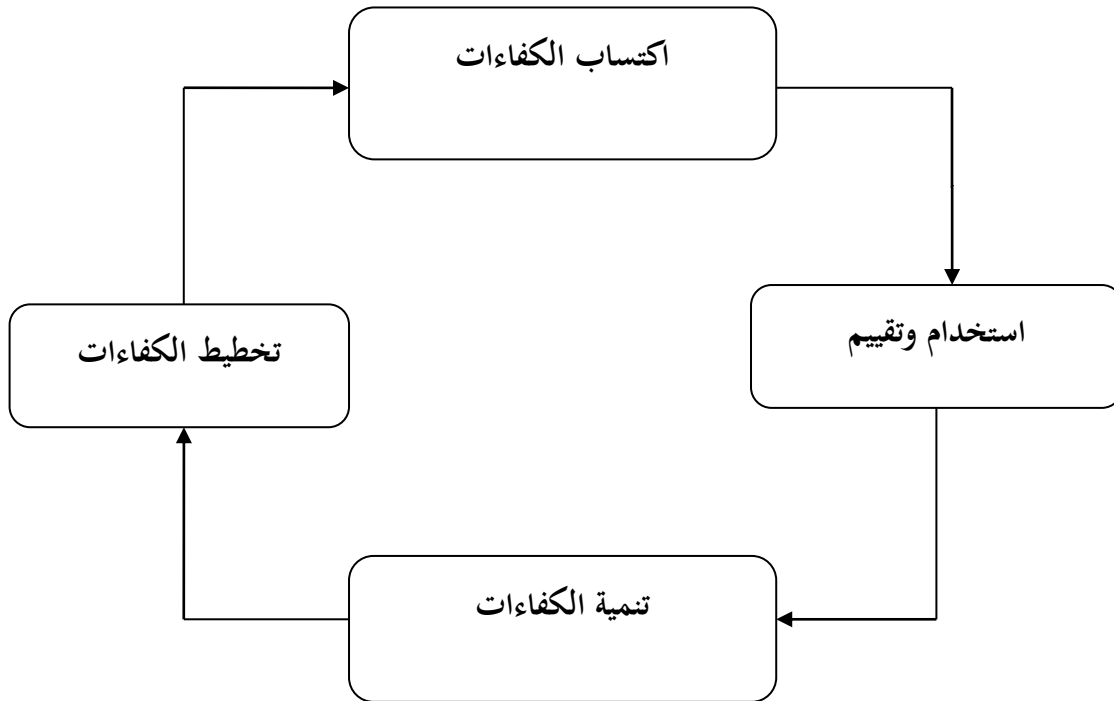 اكتساب الكفاءات
استخدام وتقييم
تخطيط الكفاءات
تنمية الكفاءات